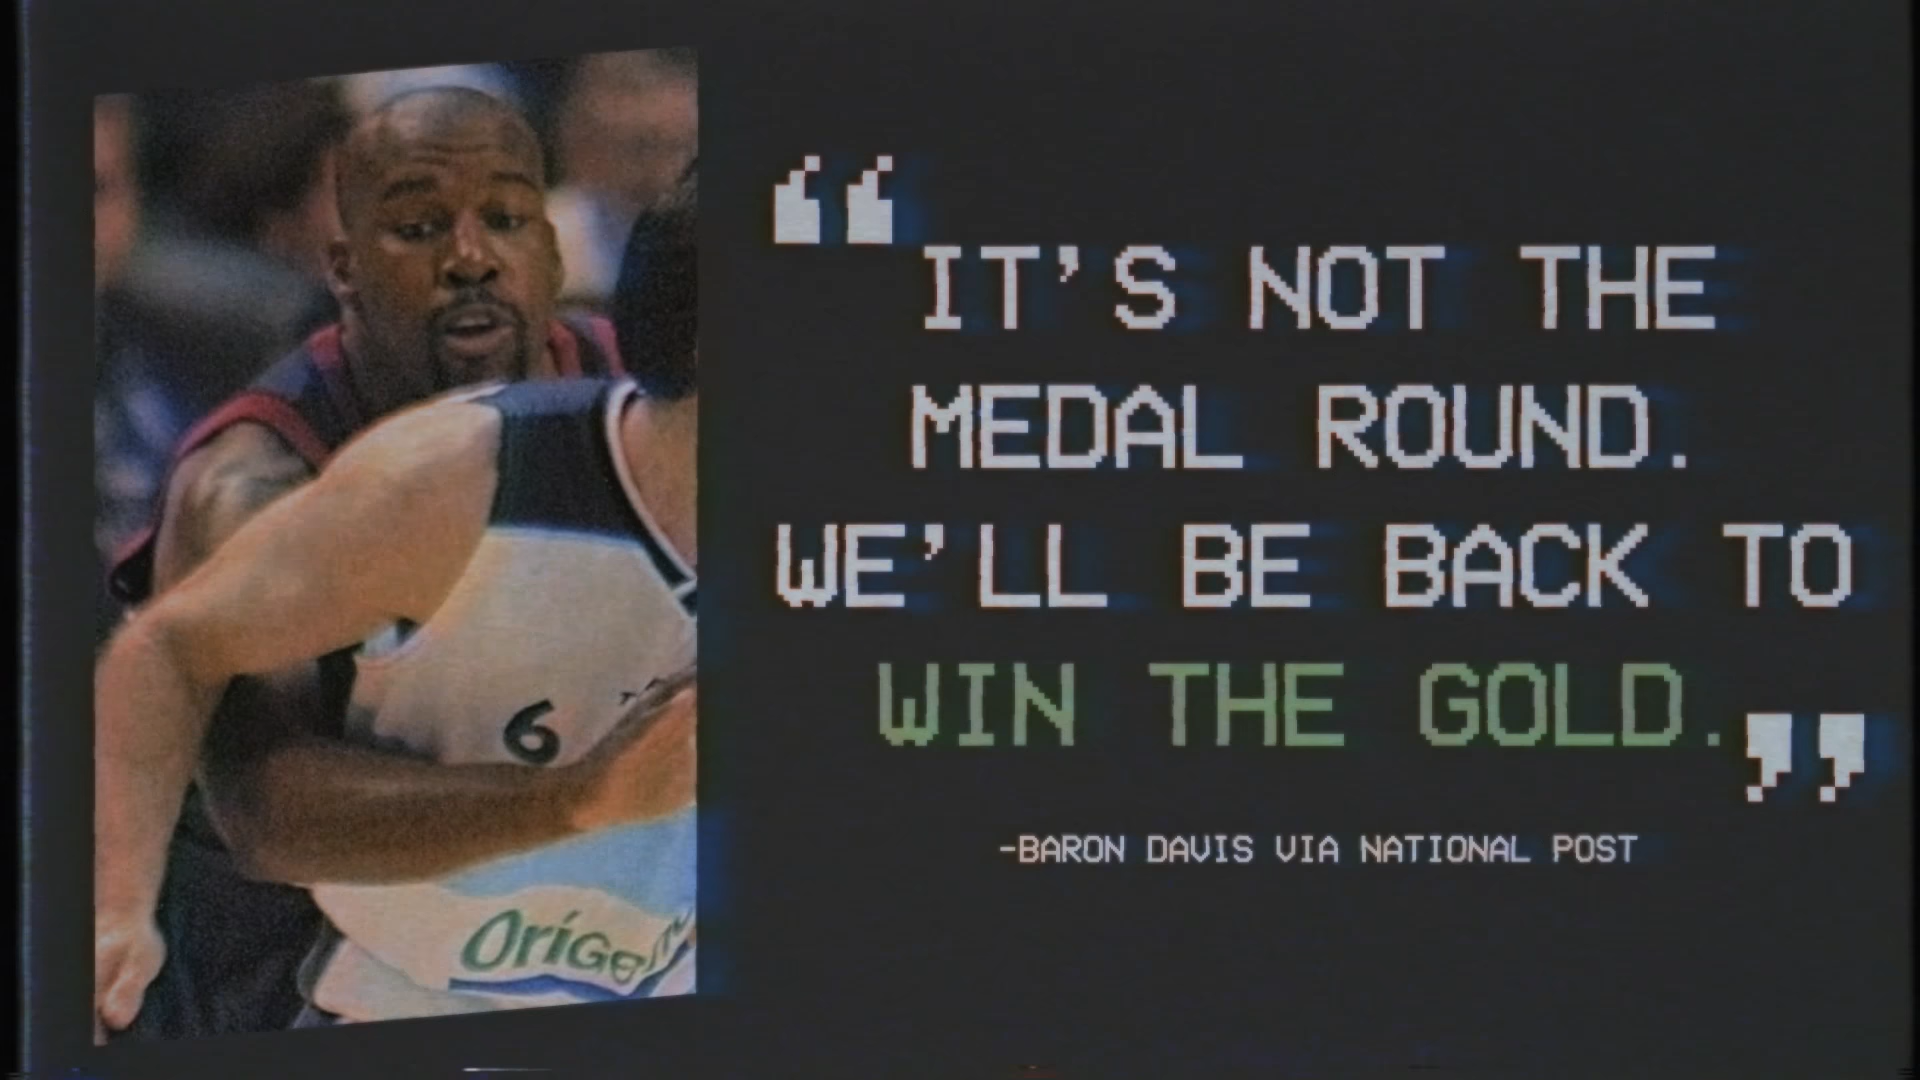 “IT’S NOT THE
MEDAL ROUND.
WE’LL BE BACK TO
WIN THE GOLD.”
-BARON DAVIS VIA NATIONAL POST
6